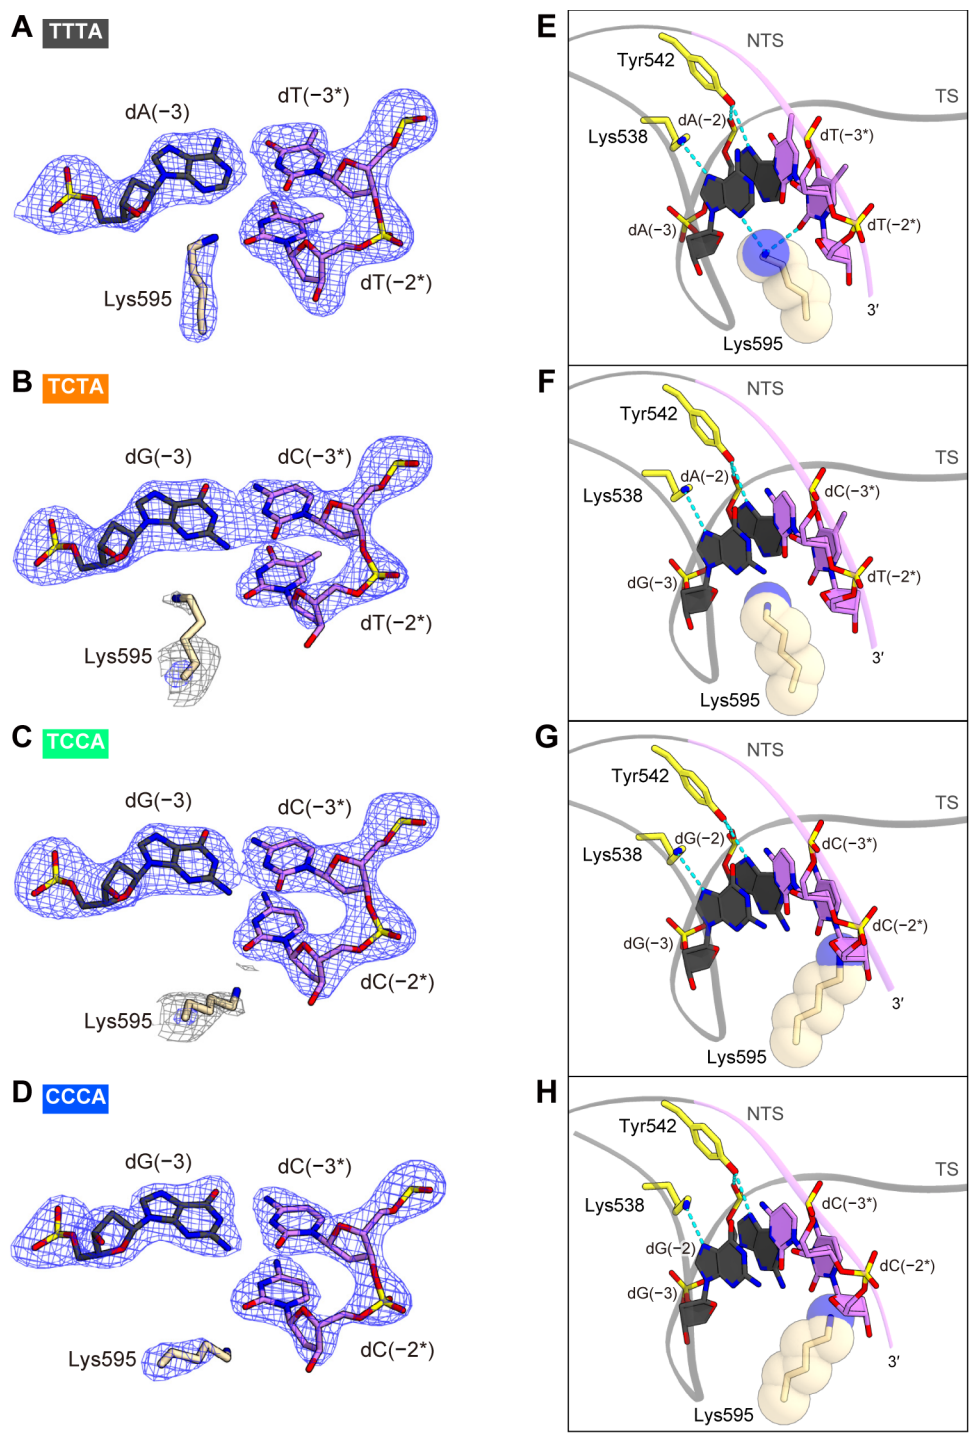 A TTTA
dA(−3)
dT(−3*)
Lys595
dT(−2*)
E
NTS
Tyr542
TS
dA(−2)
Lys538
dT(−3*)
dA(−3)
dT(−2*)
3′
Lys595
B TCTA
dG(−3)
dC(−3*)
Lys595
dT(−2*)
F
NTS
Tyr542
TS
dA(−2)
Lys538
dC(−3*)
dG(−3)
dT(−2*)
3′
Lys595
C TCCA
dG(−3)
dC(−3*)
Lys595
dC(−2*)
G
NTS
Tyr542
TS
dG(−2)
Lys538
dC(−3*)
dG(−3)
dC(−2*)
3′
Lys595
D CCCA
dG(−3)
dC(−3*)
Lys595
dC(−2*)
H
NTS
Tyr542
TS
Lys538
dC(−3*)
dG(−2)
dC(−2*)
dG(−3)
3′
Lys595